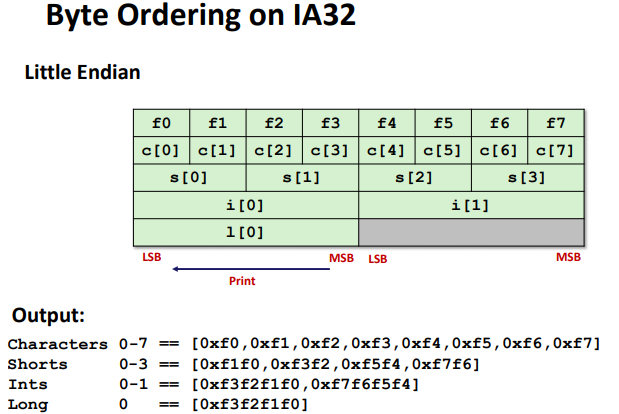 Byte Ordering on IA32
Little Endian
f0 f1 f2 f3 f4 f5 f6 f7
c[0] c[1] c[2] c[3] c[4] c[5] c[6] c[7]
s[0] s[1] s[2] s[3]
i[0] i[1]
l[0]
LSB MSB LSB MSB
Print
Output:
Characters 0-7 == [0xf0,0xf1,0xf2,0xf3,0xf4,0xf5,0xf6,0xf7]
Shorts 0-3 == [0xf1f0,0xf3f2,0xf5f4,0xf7f6]
Ints 0-1 == [0xf3f2f1f0,0xf7f6f5f4]
Long 0 == [0xf3f2f1f0]